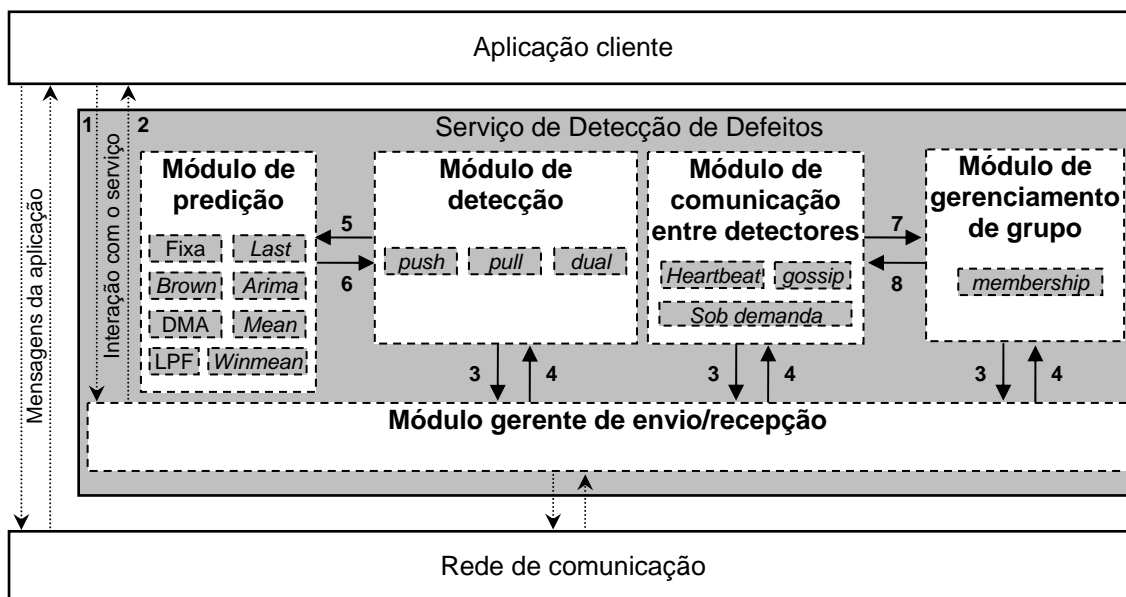 Aplicação cliente
1
2
Serviço de Detecção de Defeitos
Mensagens da aplicação
Interação com o serviço
Módulo de
predição
Fixa
Last
Brown
Arima
DMA
Mean
LPF
Winmean
5
6
Módulo de
detecção
push
pull
dual
Módulo de
comunicação
entre detectores
Heartbeat
gossip
Sob demanda
7
8
Módulo de
gerenciamento
de grupo
membership
3
4
3
4
3
4
Módulo gerente de envio/recepção
Rede de comunicação